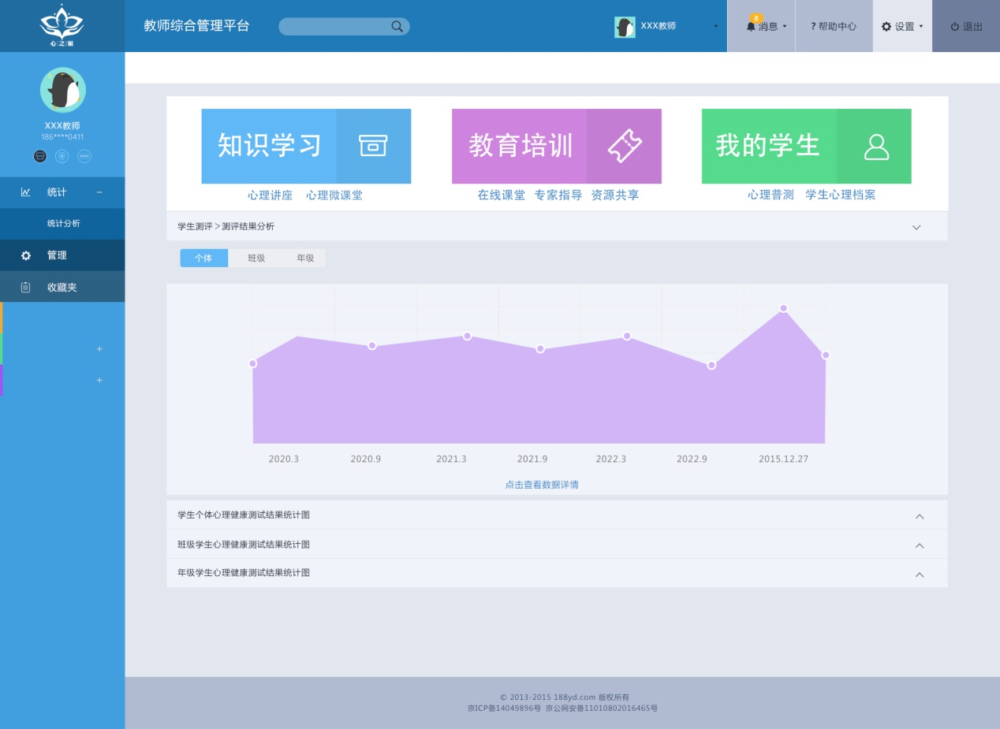 心之巢
教师综合管理平台
XXX教师
8
消息
? 帮助中心
设置
退出
XXX教师
186****0411
统计
统计分析
管理
收藏夹
知识学习
教育培训
我的学生
心理讲座 心理微课堂
在线课堂 专家指导 资源共享
心理普测 学生心理档案
学生测评 > 测评结果分析
个体 班级 年级
2020.3 2020.9 2021.3 2021.9 2022.3 2022.9 2015.12.27
点击查看数据详情
学生个体心理健康测试结果统计图
班级学生心理健康测试结果统计图
年级学生心理健康测试结果统计图
© 2013-2015 188yd.com 版权所有
京ICP备14049896号 京公网安备11010802016465号